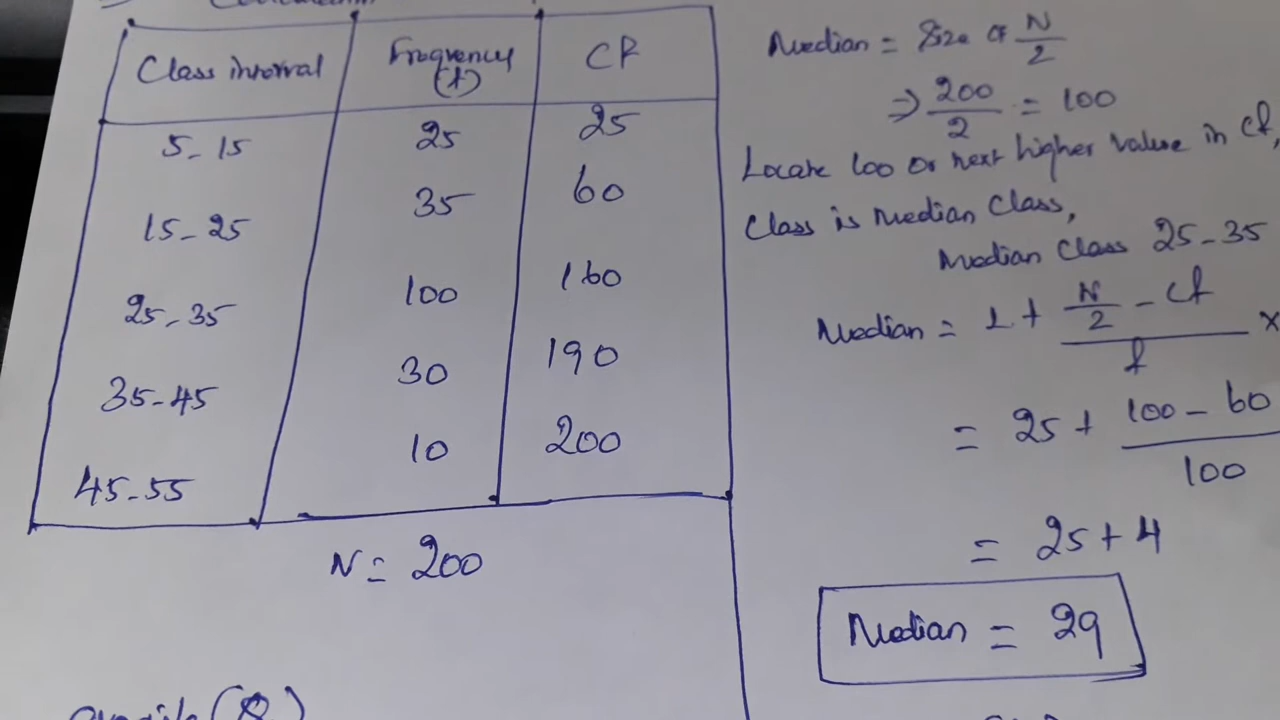 Class interval Frequency (f) CF
5-15 25 25
15-25 35 60
25-35 100 160
35-45 30 190
45-55 10 200
N = 200
Median = Size of N/2
⇒ 200/2 = 100
Locate 100 or next higher value in cf,
Class is Median Class,
Median Class 25-35
Median = L + (N/2 - cf)/f ×
= 25 + (100 - 60)/100
= 25 + 4
Median = 29